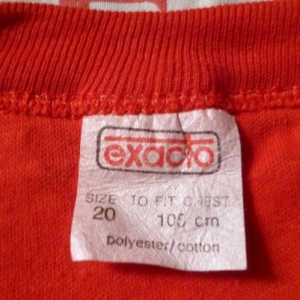 exacto
SIZE TO FIT CHEST
20 105 cm
polyester/cotton